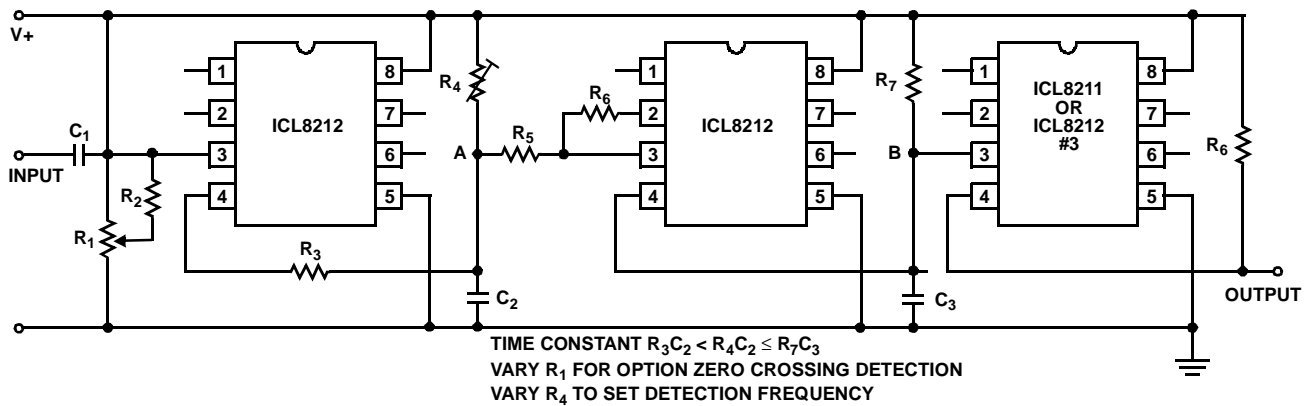 V+
INPUT
C1
R1
R2
1
2
3
4
ICL8212
8
7
6
5
R3
R4
A
C2
R5
R6
1
2
3
4
ICL8212
8
7
6
5
R7
B
C3
1
2
3
4
ICL8211
OR
ICL8212
#3
8
7
6
5
R6
OUTPUT
TIME CONSTANT R3C2 < R4C2 ≤ R7C3
VARY R1 FOR OPTION ZERO CROSSING DETECTION
VARY R4 TO SET DETECTION FREQUENCY